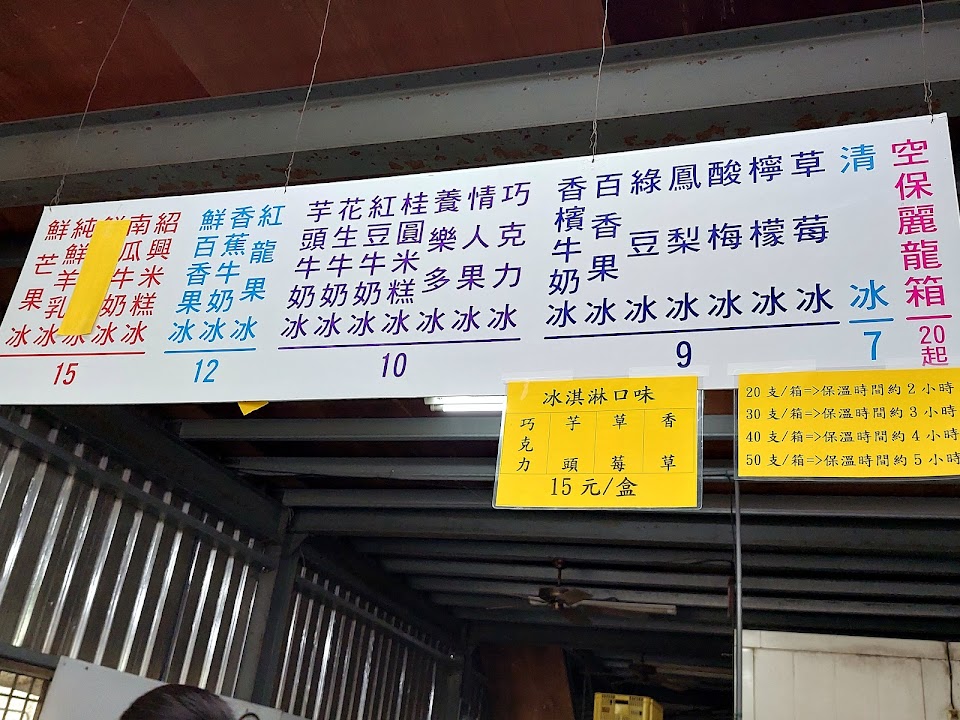 空保麗龍箱
20起
清冰
7
草莓冰
檸檬冰
酸梅冰
鳳梨冰
綠豆冰
百香果冰
香檳牛奶冰
9
巧克力冰
情人果冰
養樂多冰
桂圓米糕冰
紅豆牛奶冰
花生牛奶冰
芋頭牛奶冰
10
紅龍果冰
香蕉牛奶冰
鮮百香果冰
12
紹興米糕冰
南瓜牛奶冰
冰
純鮮羊乳冰
鮮芒果冰
15
冰淇淋口味
巧克力
芋頭
草莓
香草
15元/盒
20支/箱=>保溫時間約2小時
30支/箱=>保溫時間約3小時
40支/箱=>保溫時間約4小時
50支/箱=>保溫時間約5小時